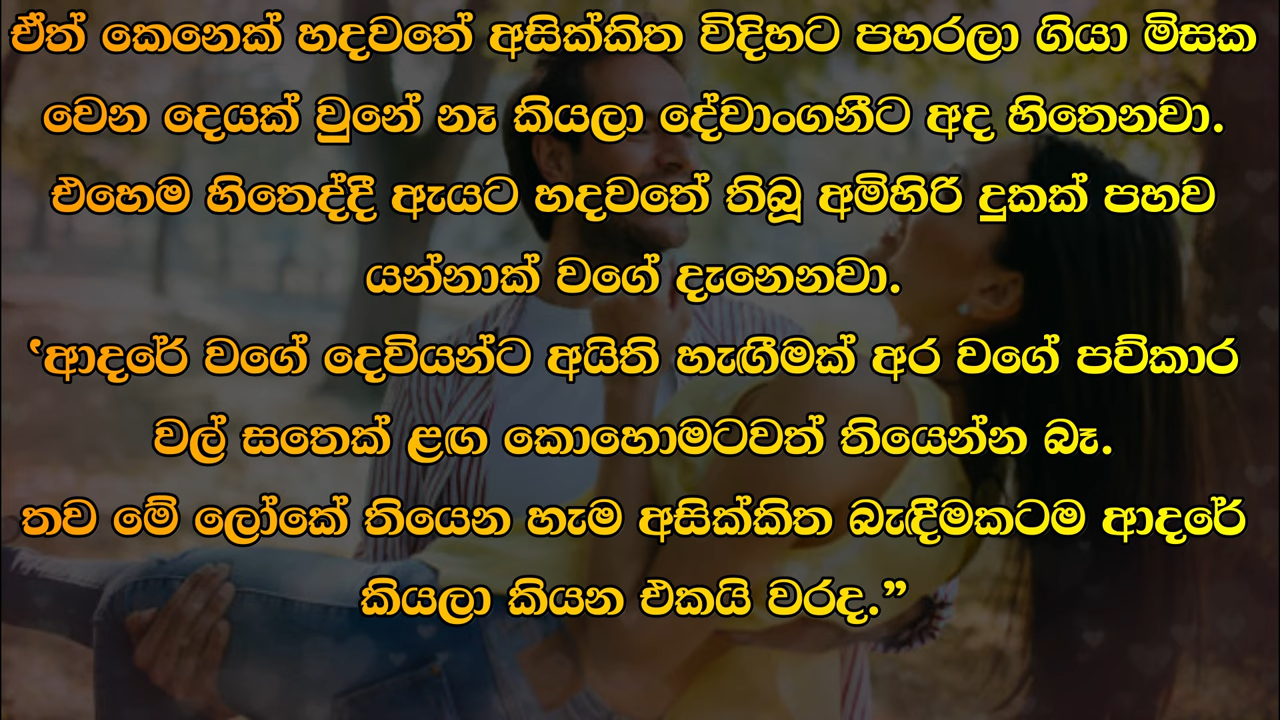 ඒත් කෙනෙක් හදවතේ අසික්කිත විදිහට පහරලා ගියා මිසක
වෙන දෙයක් වුනේ නෑ කියලා දේවාංගනීට අද හිතෙනවා.
එහෙම හිතෙද්දී ඇයට හදවතේ තිබූ අමිහිරි දුකක් පහව
යන්නාක් වගේ දැනෙනවා.
‘ආදරේ වගේ දෙවියන්ට අයිති හැඟීමක් අර වගේ පව්කාර
වල් සතෙක් ළඟ කොහොමටවත් තියෙන්න බෑ.
තව මේ ලෝකේ තියෙන හැම අසික්කිත බැඳීමකටම ආදරේ
කියලා කියන එකයි වරද.”